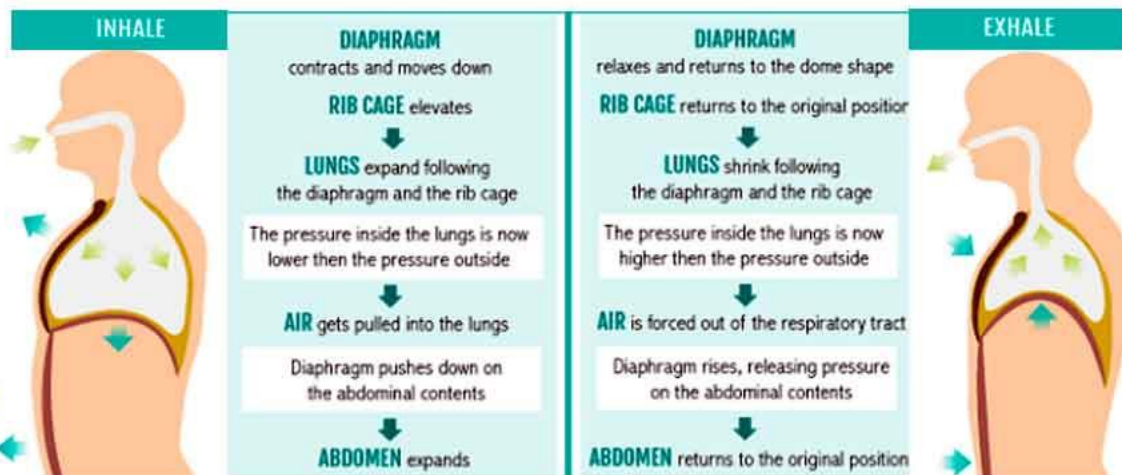 INHALE
DIAPHRAGM
contracts and moves down
RIB CAGE elevates
LUNGS expand following
the diaphragm and the rib cage
The pressure inside the lungs is now
lower then the pressure outside
AIR gets pulled into the lungs
Diaphragm pushes down on
the abdominal contents
ABDOMEN expands
DIAPHRAGM
relaxes and returns to the dome shape
RIB CAGE returns to the original position
LUNGS shrink following
the diaphragm and the rib cage
The pressure inside the lungs is now
higher then the pressure outside
AIR is forced out of the respiratory tract
Diaphragm rises, releasing pressure
on the abdominal contents
ABDOMEN returns to the original position
EXHALE